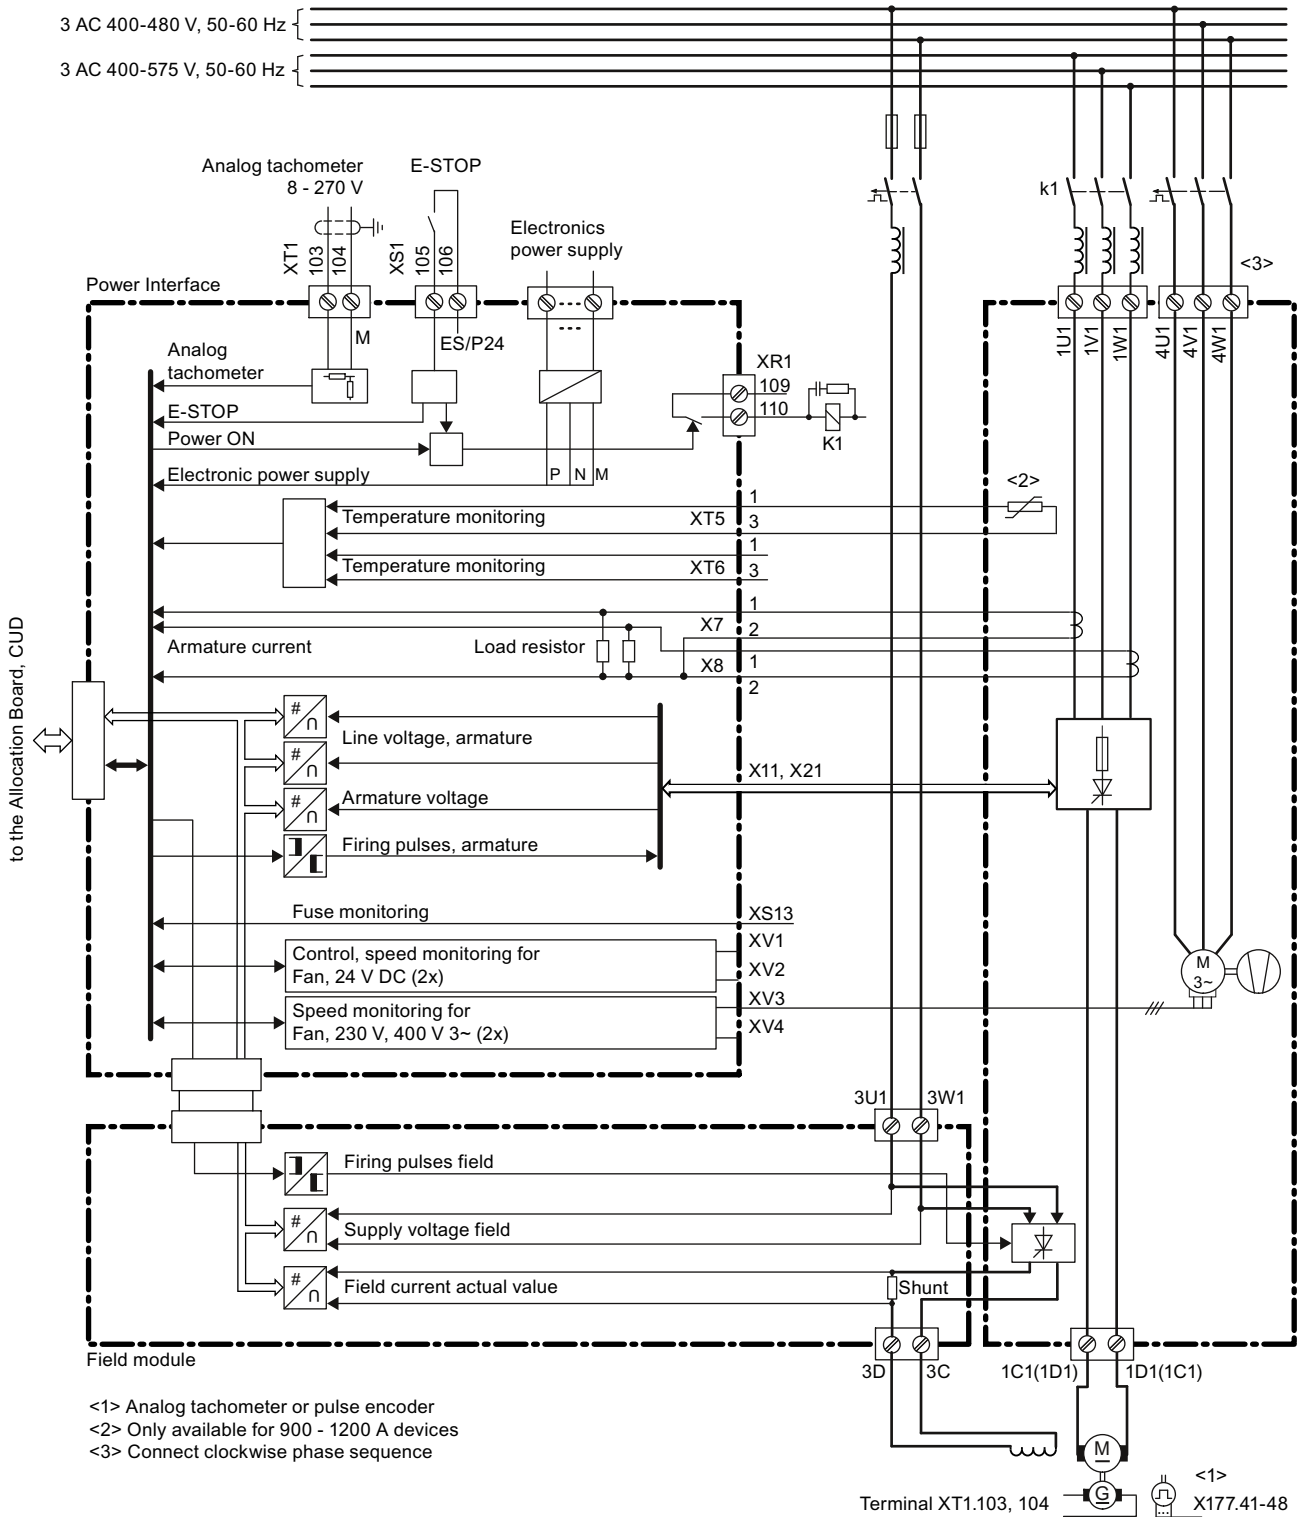 3 AC 400-480 V, 50-60 Hz
3 AC 400-575 V, 50-60 Hz
Analog tachometer
8 - 270 V
E-STOP
Electronics
power supply
k1
XT1
103
104
XS1
105
106
<3>
Power Interface
M
ES/P24
1U1
1V1
1W1
4U1
4V1
4W1
Analog
tachometer
XR1
109
110
K1
E-STOP
Power ON
P
N
M
Electronic power supply
<2>
Temperature monitoring
XT5
1
3
Temperature monitoring
XT6
1
3
Armature current
Load resistor
X7
1
2
X8
1
2
to the Allocation Board, CUD
#
∩
Line voltage, armature
#
∩
X11, X21
#
∩
Armature voltage
Firing pulses, armature
Fuse monitoring
XS13
Control, speed monitoring for
Fan, 24 V DC (2x)
XV1
XV2
M
3~
Speed monitoring for
Fan, 230 V, 400 V 3~ (2x)
XV3
XV4
3U1
3W1
Firing pulses field
#
∩
Supply voltage field
#
∩
Field current actual value
Shunt
Field module
3D
3C
1C1(1D1)
1D1(1C1)
<1> Analog tachometer or pulse encoder
<2> Only available for 900 - 1200 A devices
<3> Connect clockwise phase sequence
M
G
<1>
Terminal XT1.103, 104
X177.41-48